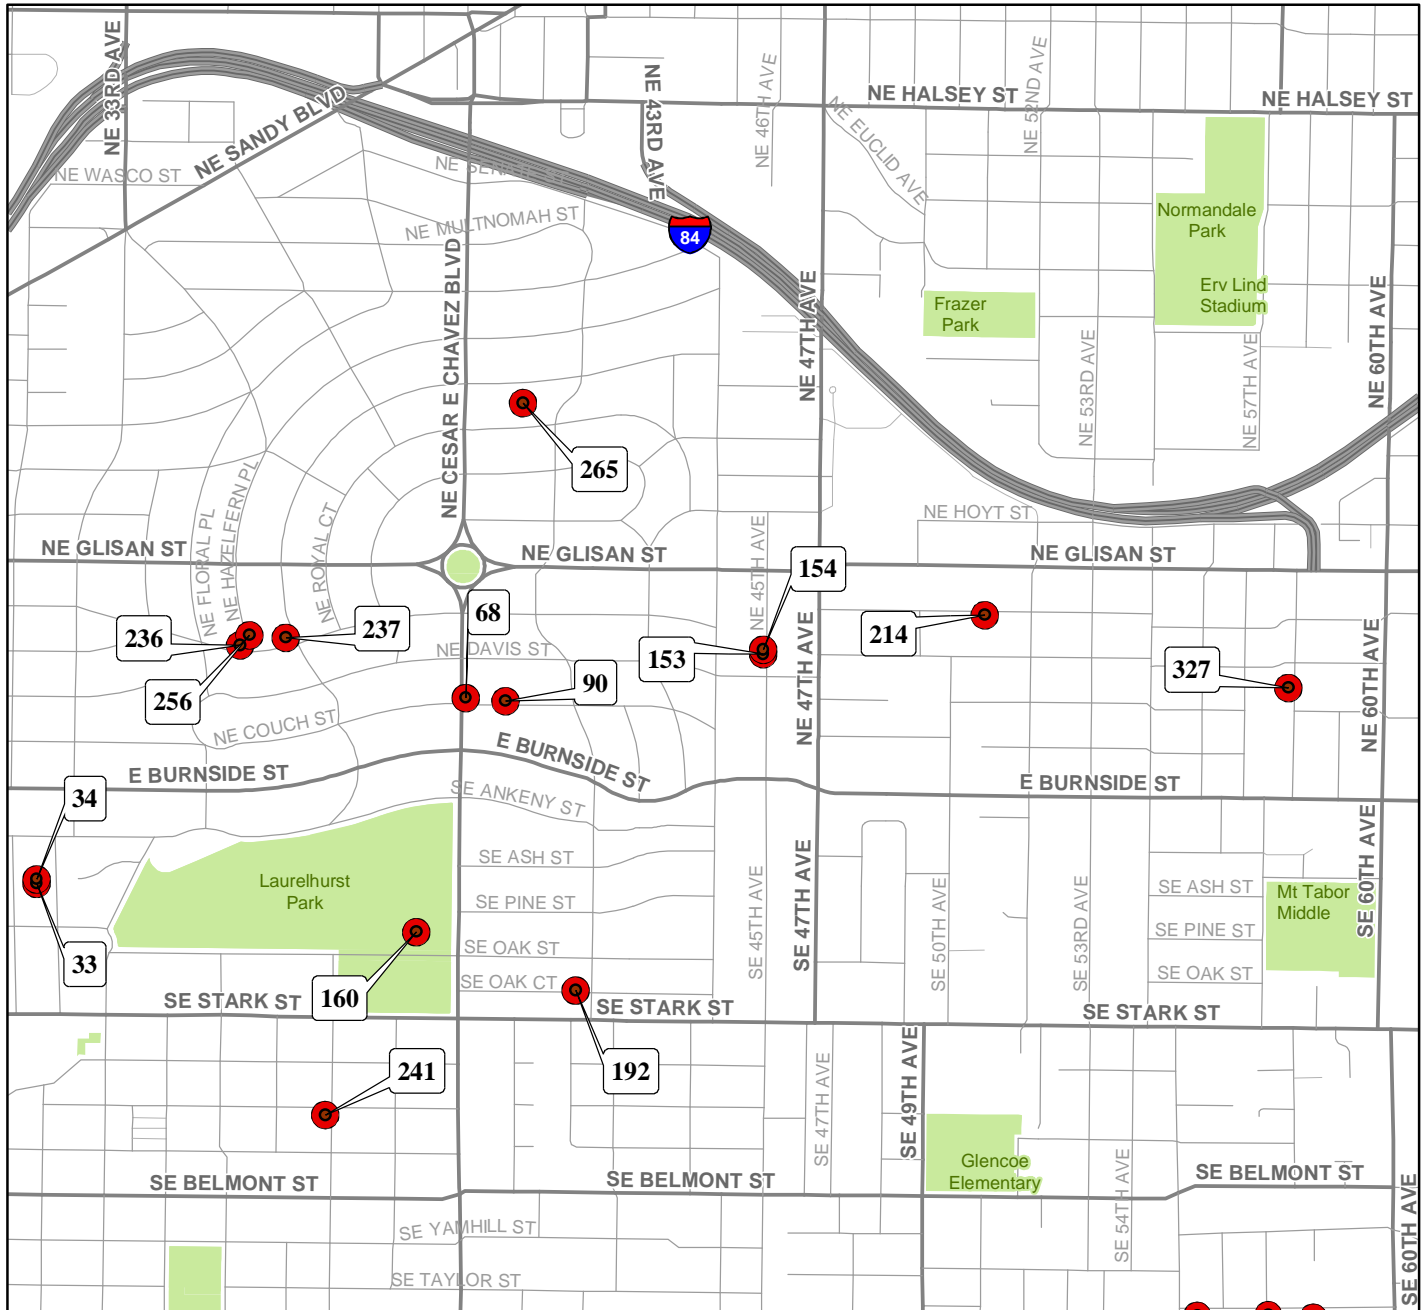 NE 33RD AVE
NE SANDY BLVD
NE WASCO ST
NE MULTNOMAH ST
NE 43RD AVE
84
NE 46TH AVE
NE HALSEY ST
NE EUCLID AVE
NE 52ND AVE
NE HALSEY ST
Normandale
Park
Erv Lind
Stadium
Frazer
Park
NE CESAR E CHAVEZ BLVD
NE 47TH AVE
NE 53RD AVE
NE 57TH AVE
NE 60TH AVE
265
NE HOYT ST
NE GLISAN ST
NE FLORAL PL
NE HAZELFERN PL
NE ROYAL CT
NE GLISAN ST
NE 45TH AVE
154
NE GLISAN ST
236
237
68
NE DAVIS ST
153
NE 47TH AVE
214
327
NE 60TH AVE
256
90
NE COUCH ST
E BURNSIDE ST
E BURNSIDE ST
E BURNSIDE ST
34
SE ANKENY ST
SE ASH ST
SE PINE ST
SE OAK ST
SE OAK CT
Laurelhurst
Park
SE 45TH AVE
SE 47TH AVE
SE 50TH AVE
SE 53RD AVE
SE ASH ST
SE PINE ST
SE OAK ST
Mt Tabor
Middle
SE 60TH AVE
33
160
SE STARK ST
SE STARK ST
SE STARK ST
241
192
SE 47TH AVE
SE 49TH AVE
Glencoe
Elementary
SE 54TH AVE
SE BELMONT ST
SE BELMONT ST
SE BELMONT ST
SE YAMHILL ST
SE TAYLOR ST
SE 60TH AVE